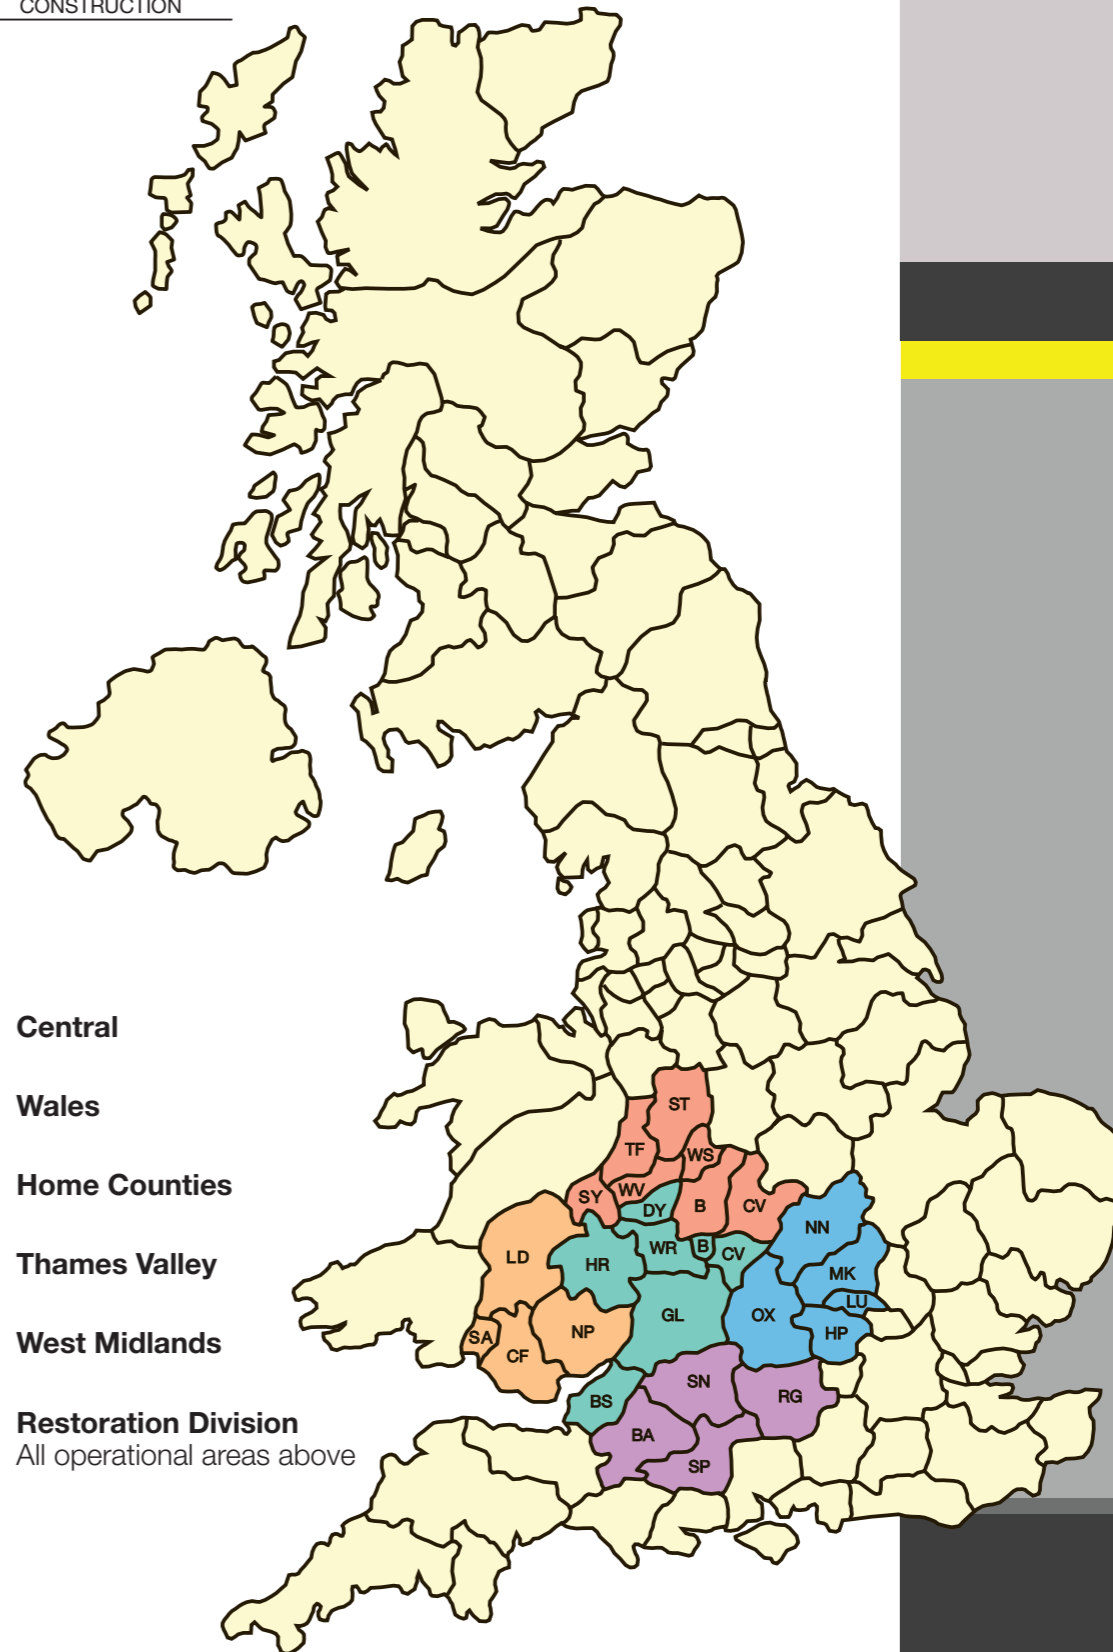 CONSTRUCTION
Central
Wales
Home Counties
Thames Valley
West Midlands
Restoration Division
All operational areas above
ST
TF
WS
SY
WV
DY
B
CV
LD
HR
WR
B
CV
NN
MK
LU
SA
CF
NP
GL
OX
HP
BS
SN
RG
BA
SP